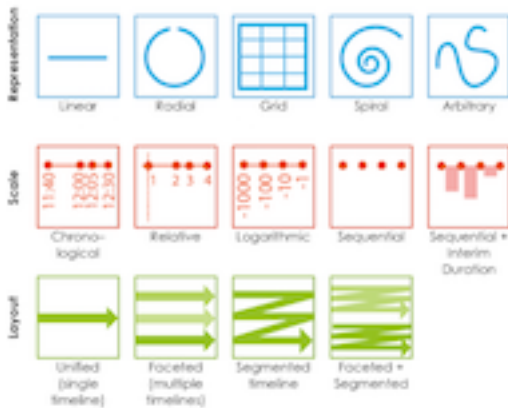 Representation
Linear
Radial
Grid
Spiral
Arbitrary
Scale
11:40
12:00
12:05
12:30
1
2
3
4
-1000
-100
-10
-1
Chrono-
logical
Relative
Logarithmic
Sequential
Sequential +
Interim
Duration
Layout
Unified
(single
timeline)
Faceted
(multiple
timelines)
Segmented
timeline
Faceted +
Segmented